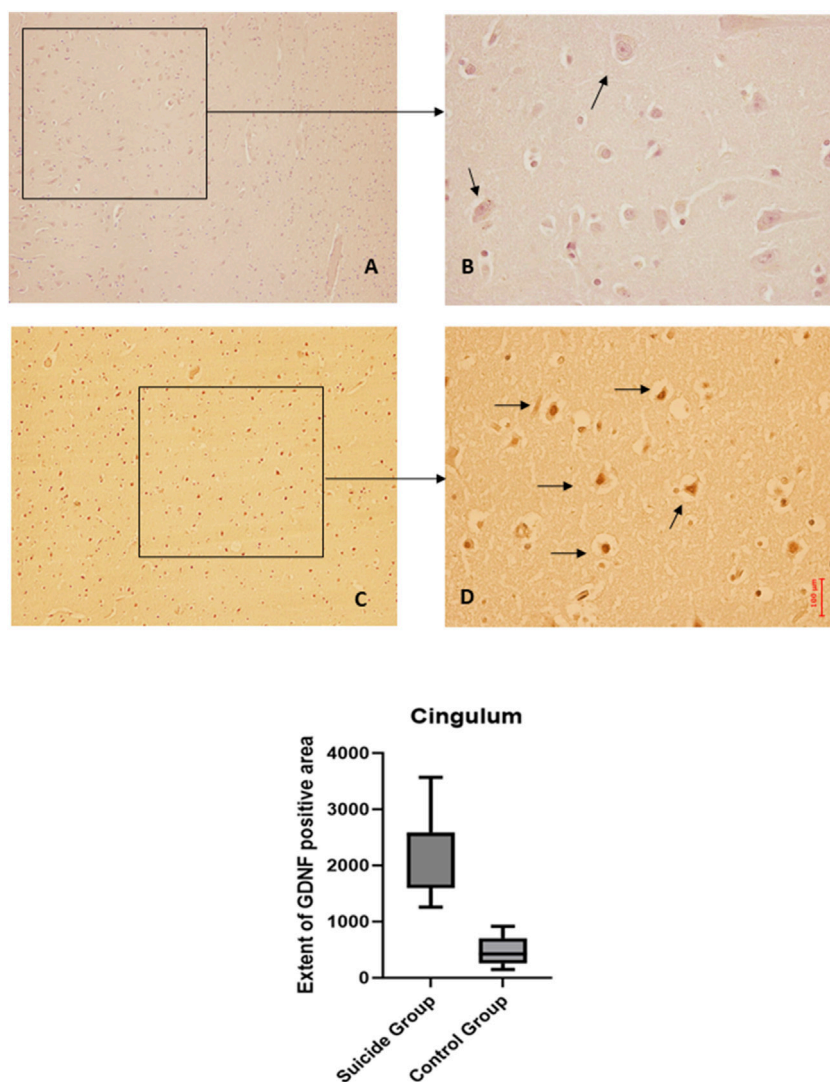 A
B
C
D
100 µm
Cingulum
Extent of GDNF positive area
4000
3000
2000
1000
0
Suicide Group
Control Group